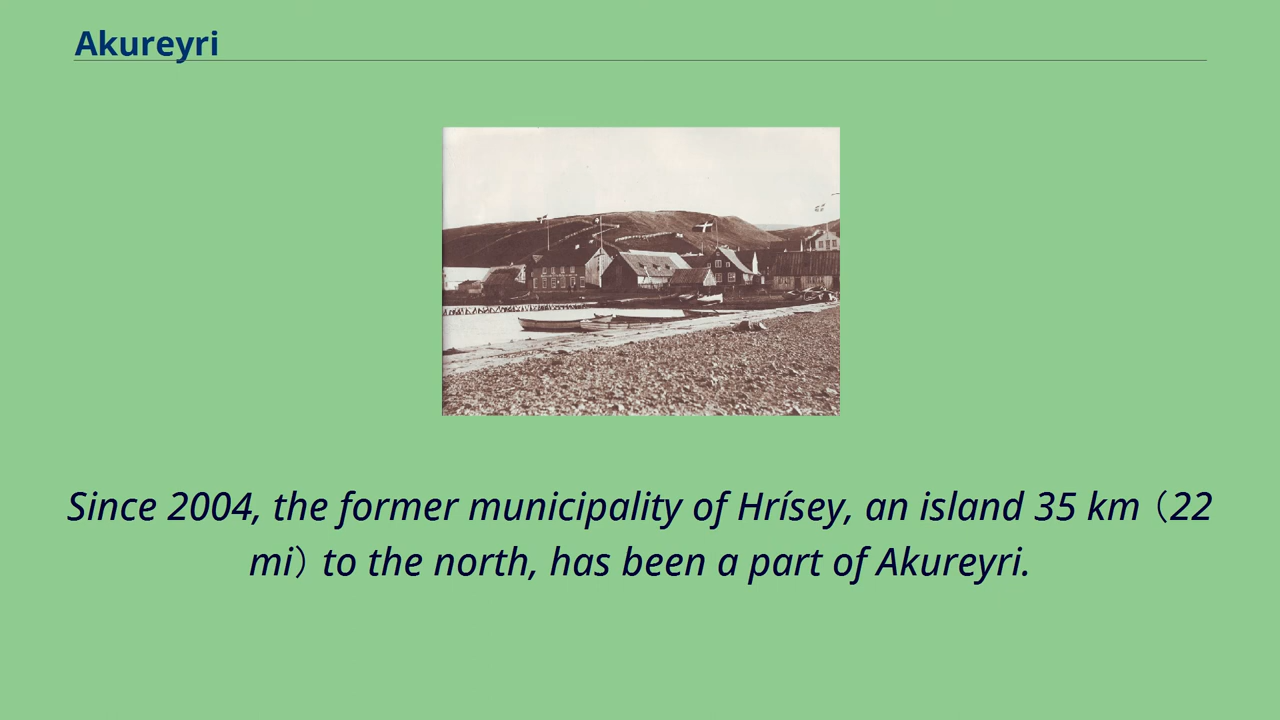 Akureyri
Since 2004, the former municipality of Hrísey, an island 35 km（22
mi）to the north, has been a part of Akureyri.